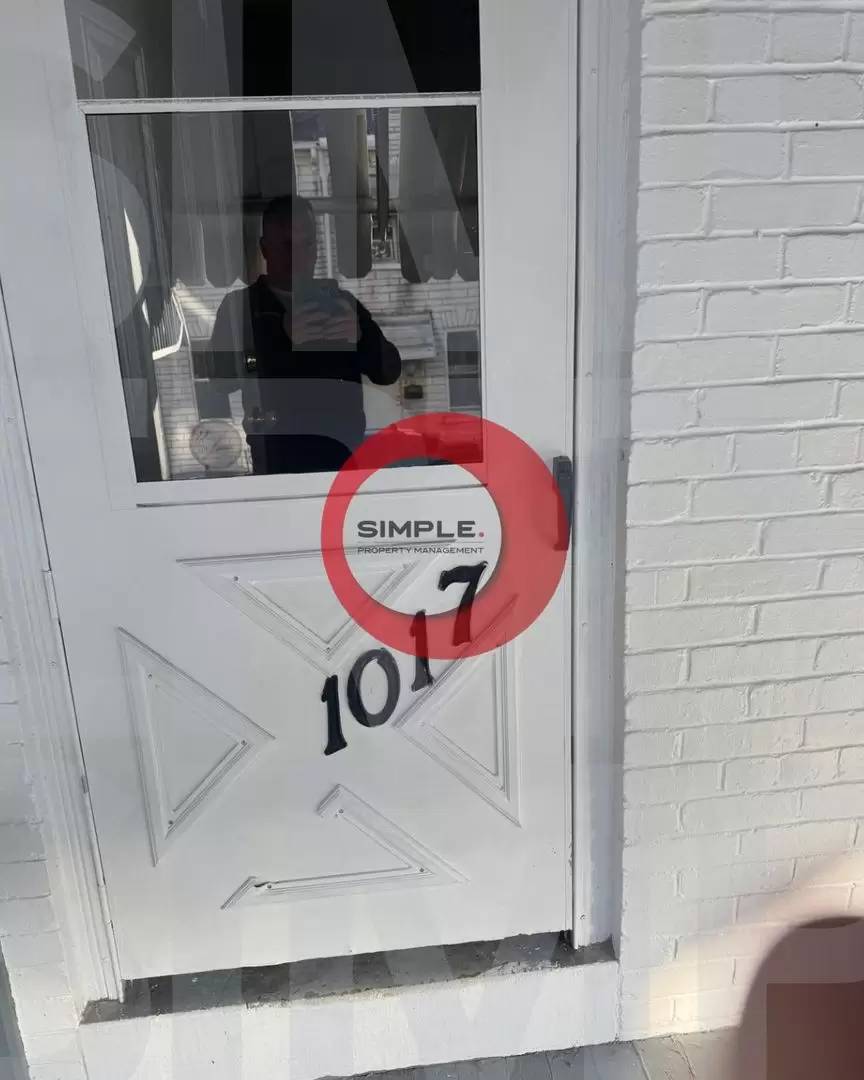 SIMPLE.
PROPERTY MANAGEMENT
1017